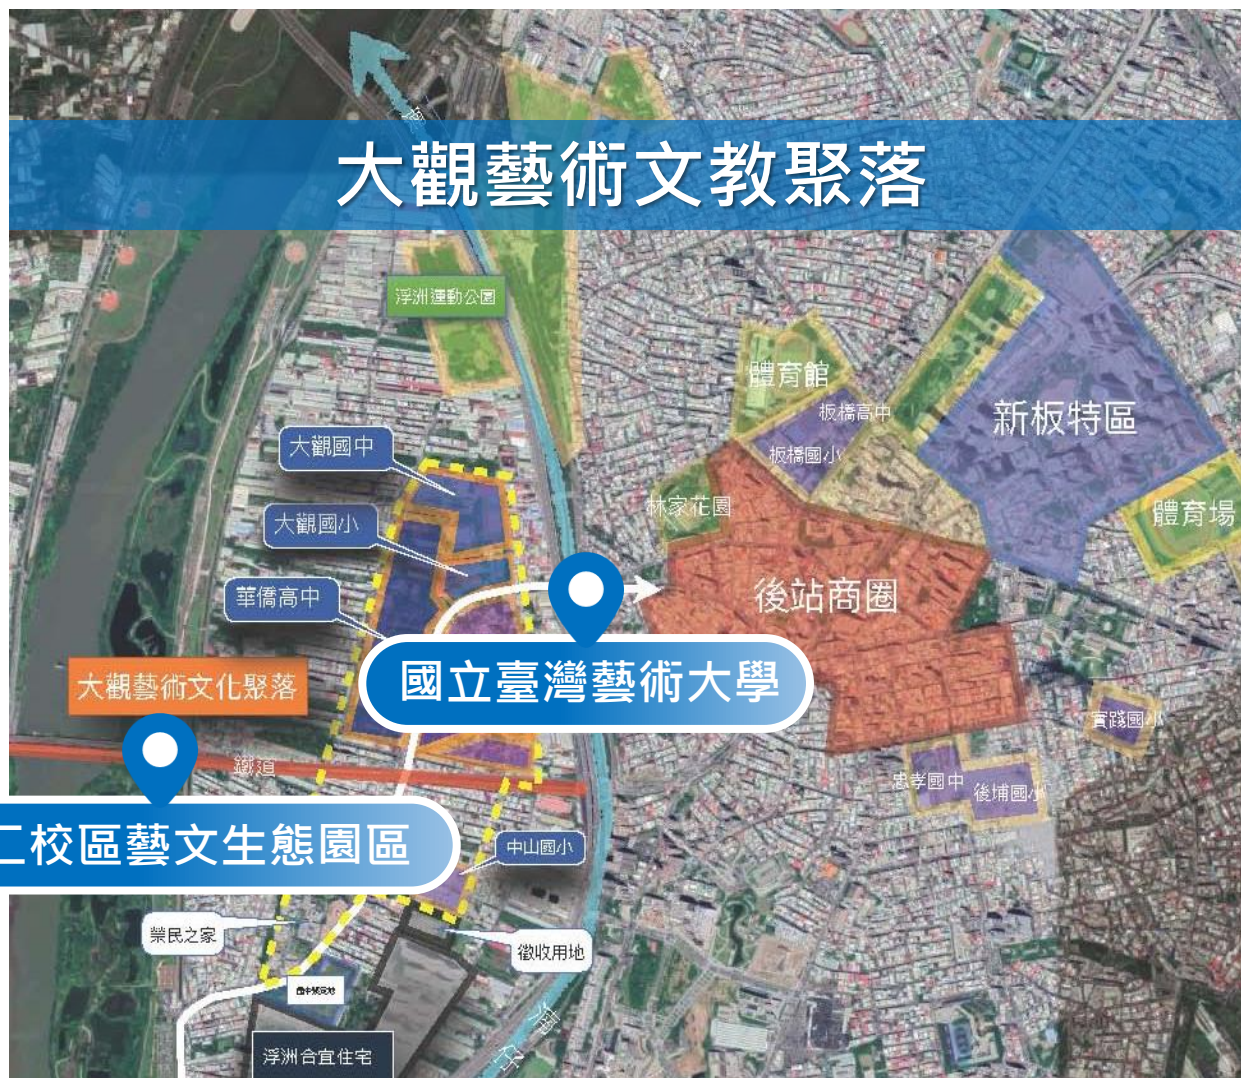 大觀藝術文教聚落
浮洲運動公園
體育館
板橋高中
新板特區
大觀國中
板橋國小
林家花園
體育場
大觀國小
華僑高中
後站商圈
國立臺灣藝術大學
大觀藝術文化聚落
實踐國小
鐵道
忠孝國中
後埔國小
二校區藝文生態園區
中山國小
榮民之家
徵收用地
湳仔
浮洲合宜住宅